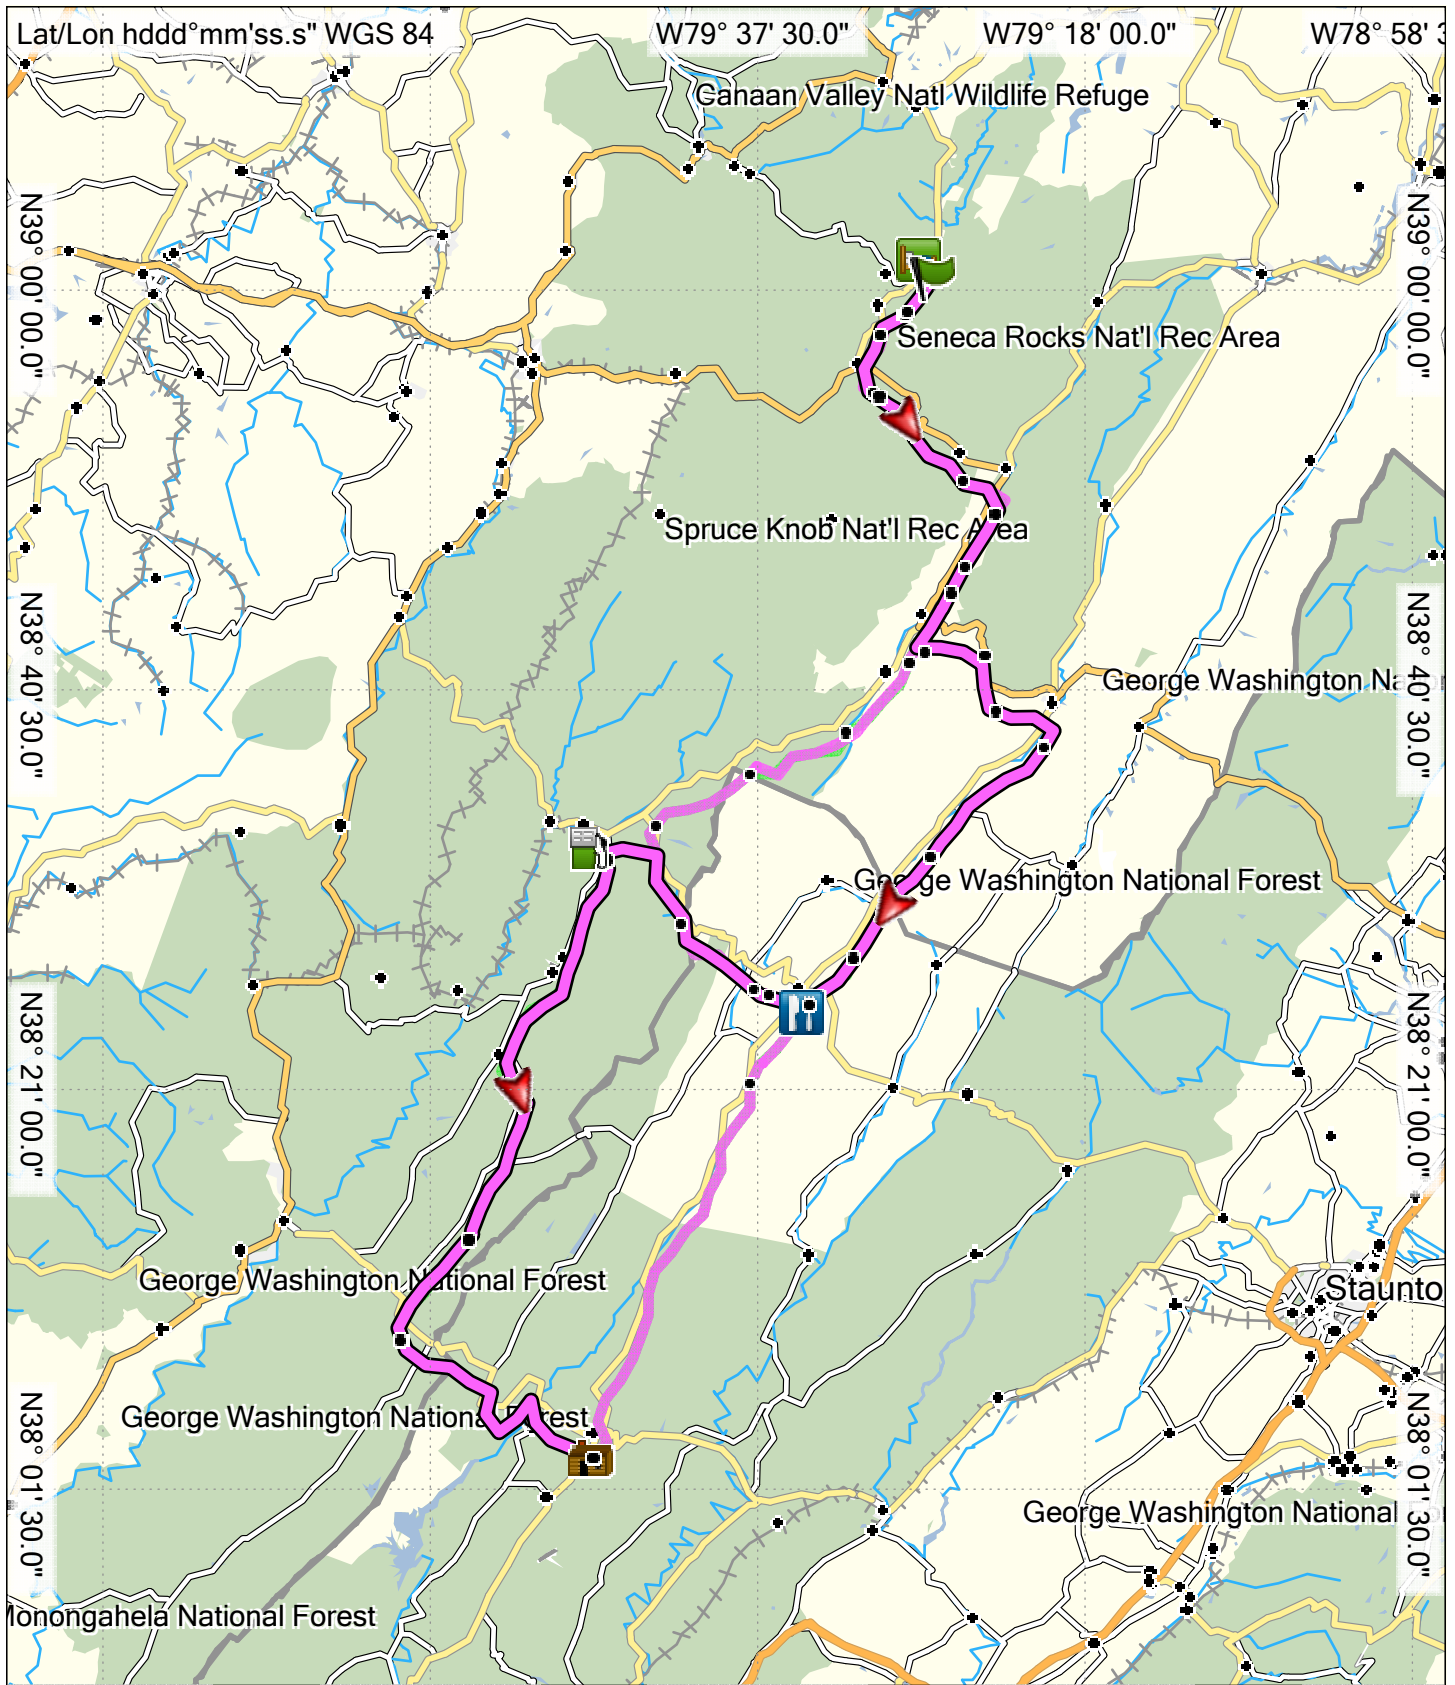 Lat/Lon hddd°mm'ss.s" WGS 84
W79° 37' 30.0"
W79° 18' 00.0"
W78° 58' 3
Canaan Valley Natl Wildlife Refuge
N39° 00' 00.0"
N39° 00' 00.0"
Seneca Rocks Nat'l Rec Area
Spruce Knob Nat'l Rec Area
N38° 40' 30.0"
N38° 40' 30.0"
George Washington Na
George Washington National Forest
N38° 21' 00.0"
N38° 21' 00.0"
George Washington National Forest
Staunto
George Washington National Forest
N38° 01' 30.0"
N38° 01' 30.0"
George Washington National
Monongahela National Forest